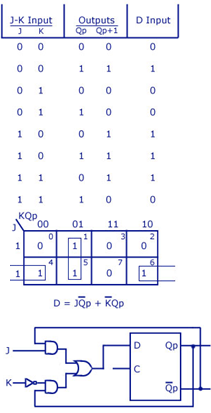 J-K Input Outputs D Input
J K Qp Qp+1
0 0 0 0 0
0 0 1 1 1
0 1 0 0 0
0 1 1 0 0
1 0 0 1 1
1 0 1 1 1
1 1 0 1 1
1 1 1 0 0
KQp
J 00 01 11 10
0 1 3 2
1 0 1 0 0
4 5 7 6
1 1 1 0 1
D = JQ̅p + K̅Qp
J
K
D Qp
C
Q̅p